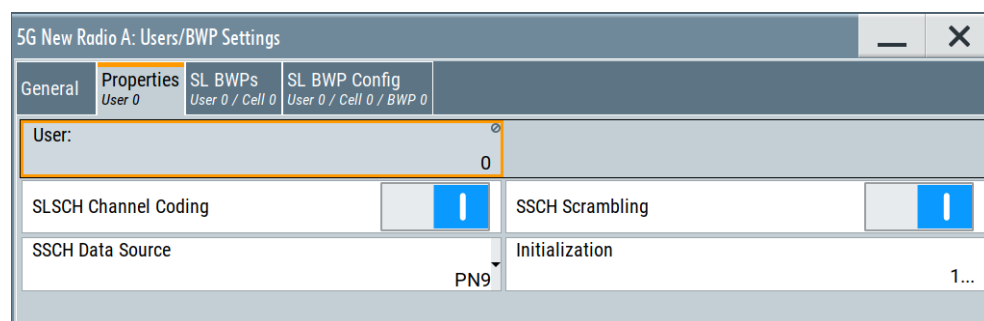 5G New Radio A: Users/BWP Settings
General
Properties
User 0
SL BWPs
User 0 / Cell 0
SL BWP Config
User 0 / Cell 0 / BWP 0
User:
0
SLSCH Channel Coding
SSCH Scrambling
SSCH Data Source
PN9
Initialization
1...